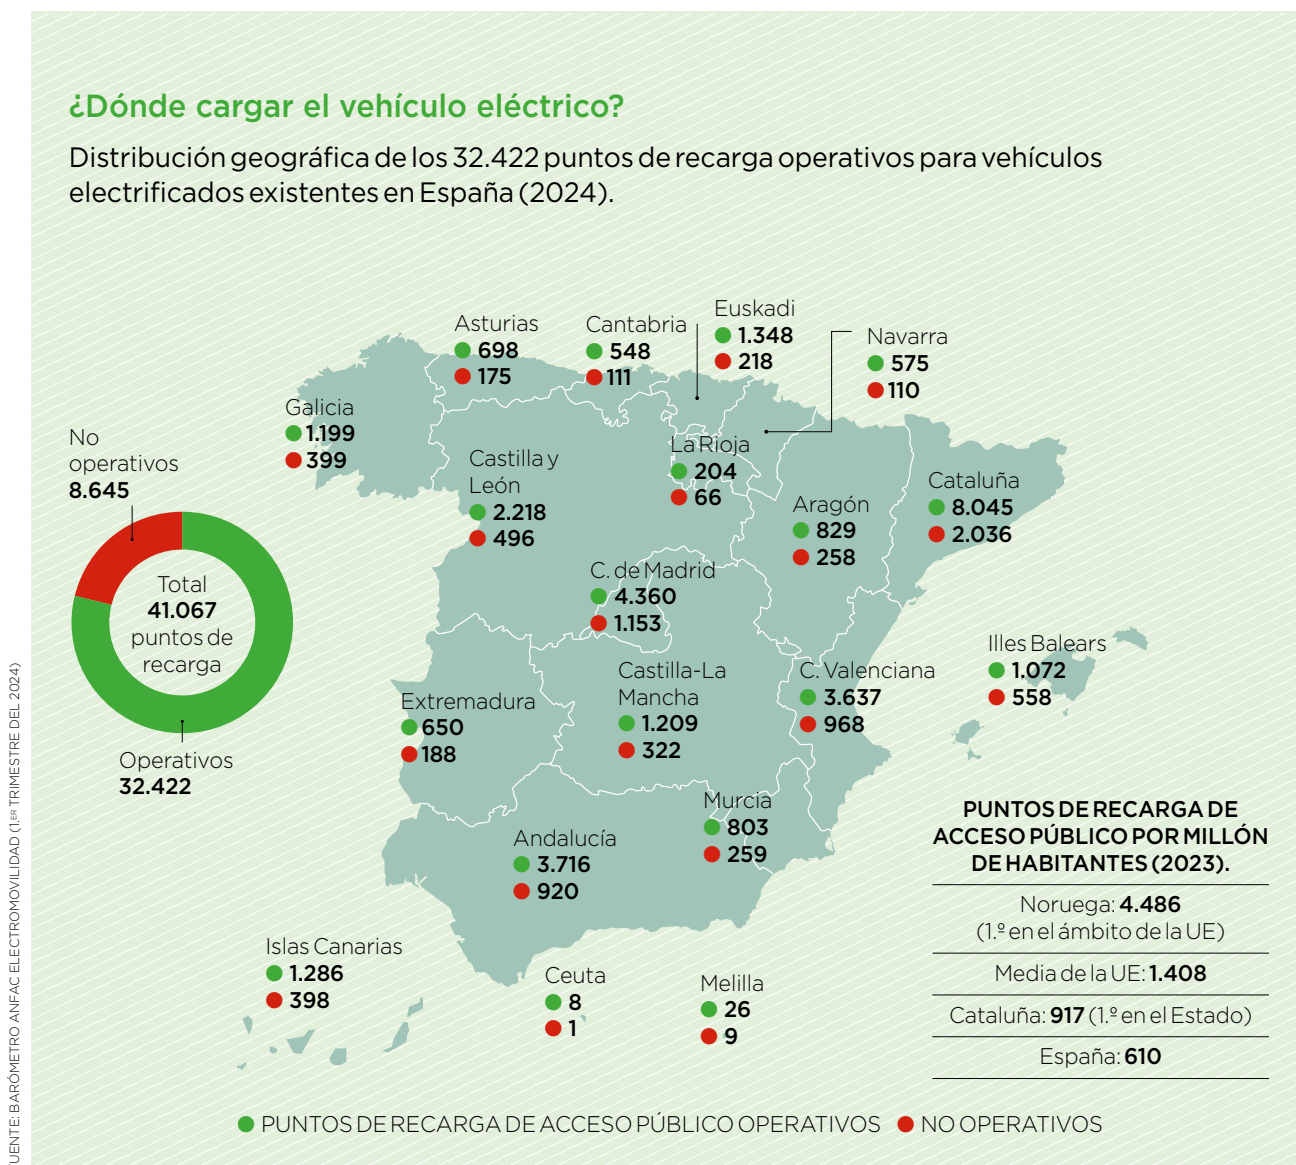 ¿Dónde cargar el vehículo eléctrico?
Distribución geográfica de los 32.422 puntos de recarga operativos para vehículos
electrificados existentes en España (2024).
Euskadi
1.348
218
Asturias
698
175
Cantabria
548
111
Navarra
575
110
Galicia
1.199
399
No
operativos
8.645
Total
41.067
puntos de
recarga
Operativos
32.422
Castilla y
León
2.218
496
La Rioja
204
66
Aragón
829
258
Cataluña
8.045
2.036
C. de Madrid
4.360
1.153
Illes Balears
1.072
558
Extremadura
650
188
Castilla-La
Mancha
1.209
322
C. Valenciana
3.637
968
Murcia
803
259
Andalucía
3.716
920
Islas Canarias
1.286
398
Ceuta
8
1
Melilla
26
9
PUNTOS DE RECARGA DE
ACCESO PÚBLICO POR MILLÓN
DE HABITANTES (2023).
Noruega: 4.486
(1.º en el ámbito de la UE)
Media de la UE: 1.408
Cataluña: 917 (1.º en el Estado)
España: 610
PUNTOS DE RECARGA DE ACCESO PÚBLICO OPERATIVOS NO OPERATIVOS
UENTE: BARÓMETRO ANFAC ELECTROMOVILIDAD (1.ER TRIMESTRE DEL 2024)